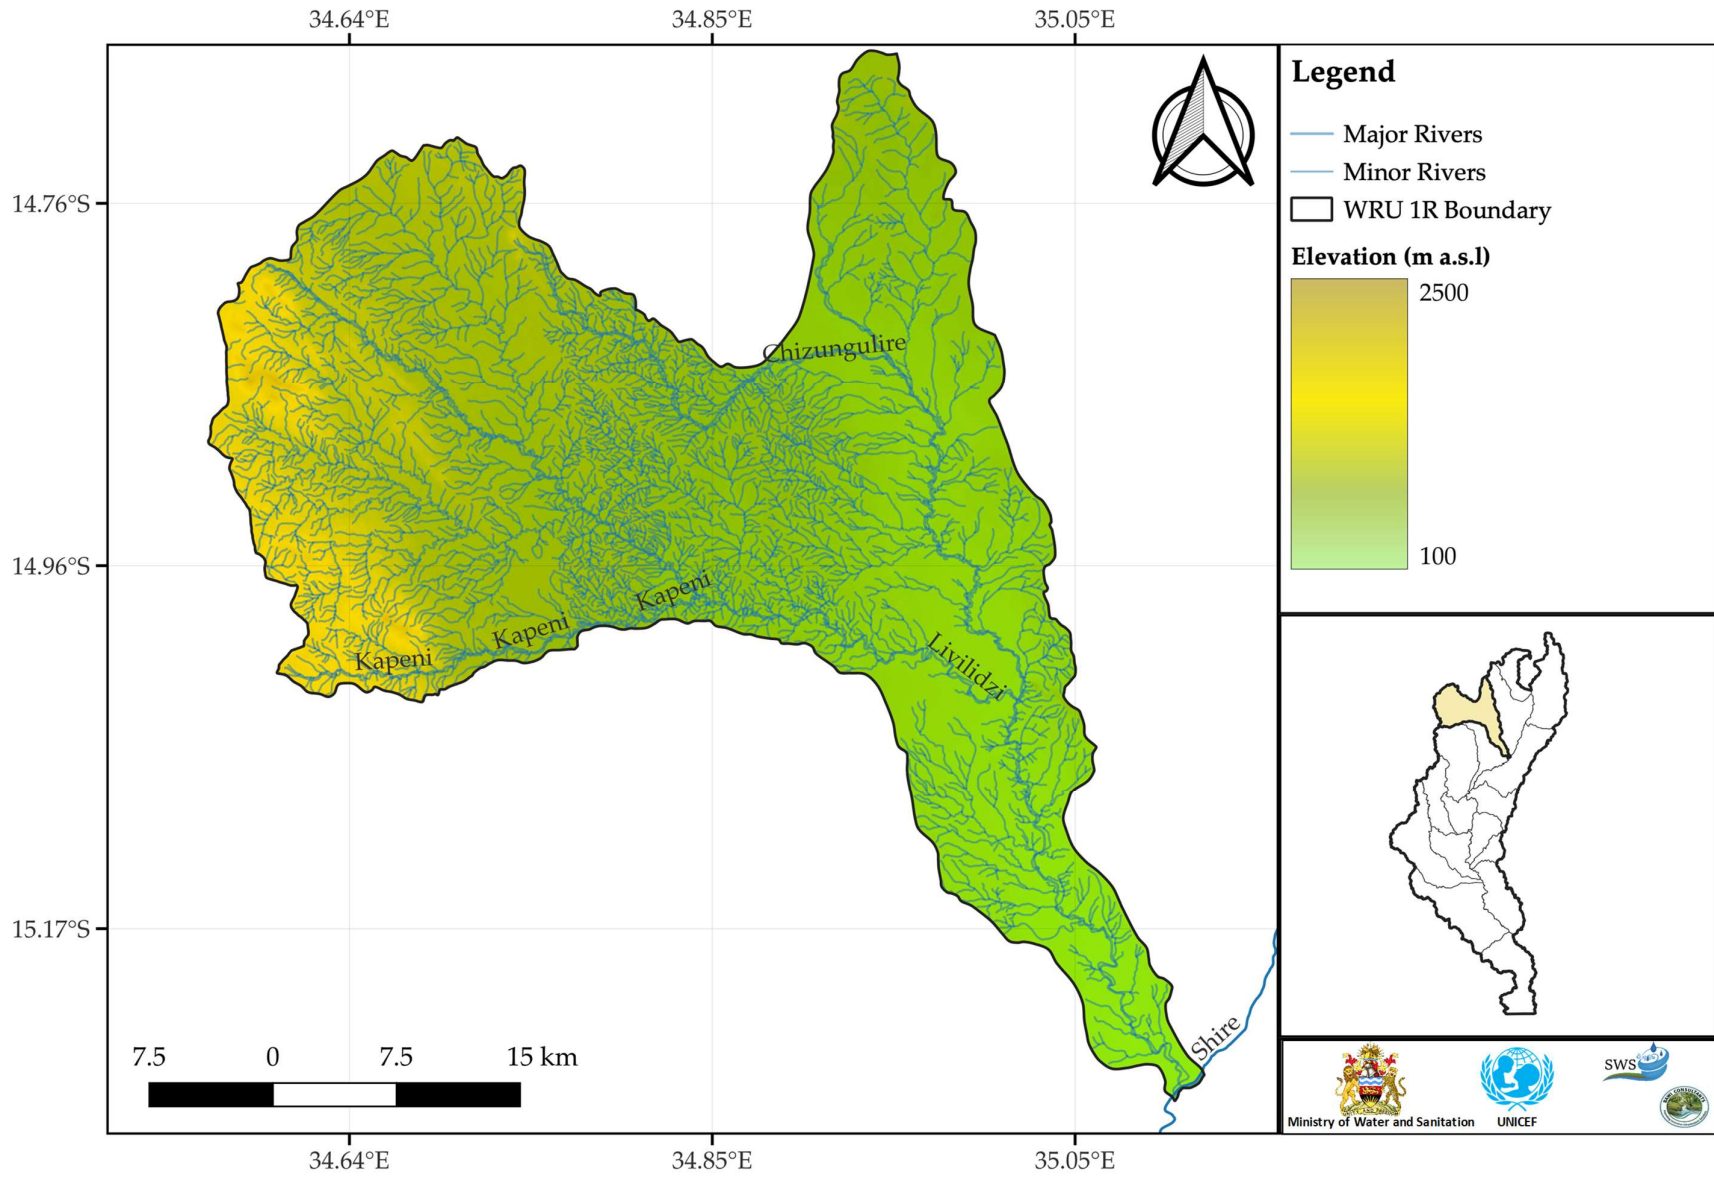 34.64°E 34.85°E 35.05°E
14.76°S
14.96°S
15.17°S
Chizungulire
Kapeni
Kapeni
Kapeni
Livilidzi
Shire
7.5 0 7.5 15 km
34.64°E 34.85°E 35.05°E
Legend
Major Rivers
Minor Rivers
WRU 1R Boundary
Elevation (m a.s.l)
2500
100
Ministry of Water and Sanitation
UNICEF
SWS